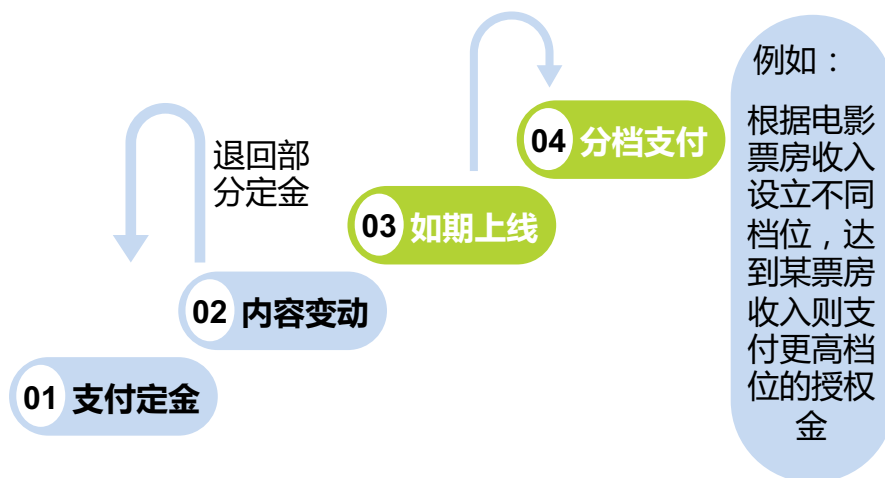 例如：
根据电影
票房收入
设立不同
档位，达
到某票房
收入则支
付更高档
位的授权
金
04 分档支付
退回部
分定金
03 如期上线
02 内容变动
01 支付定金